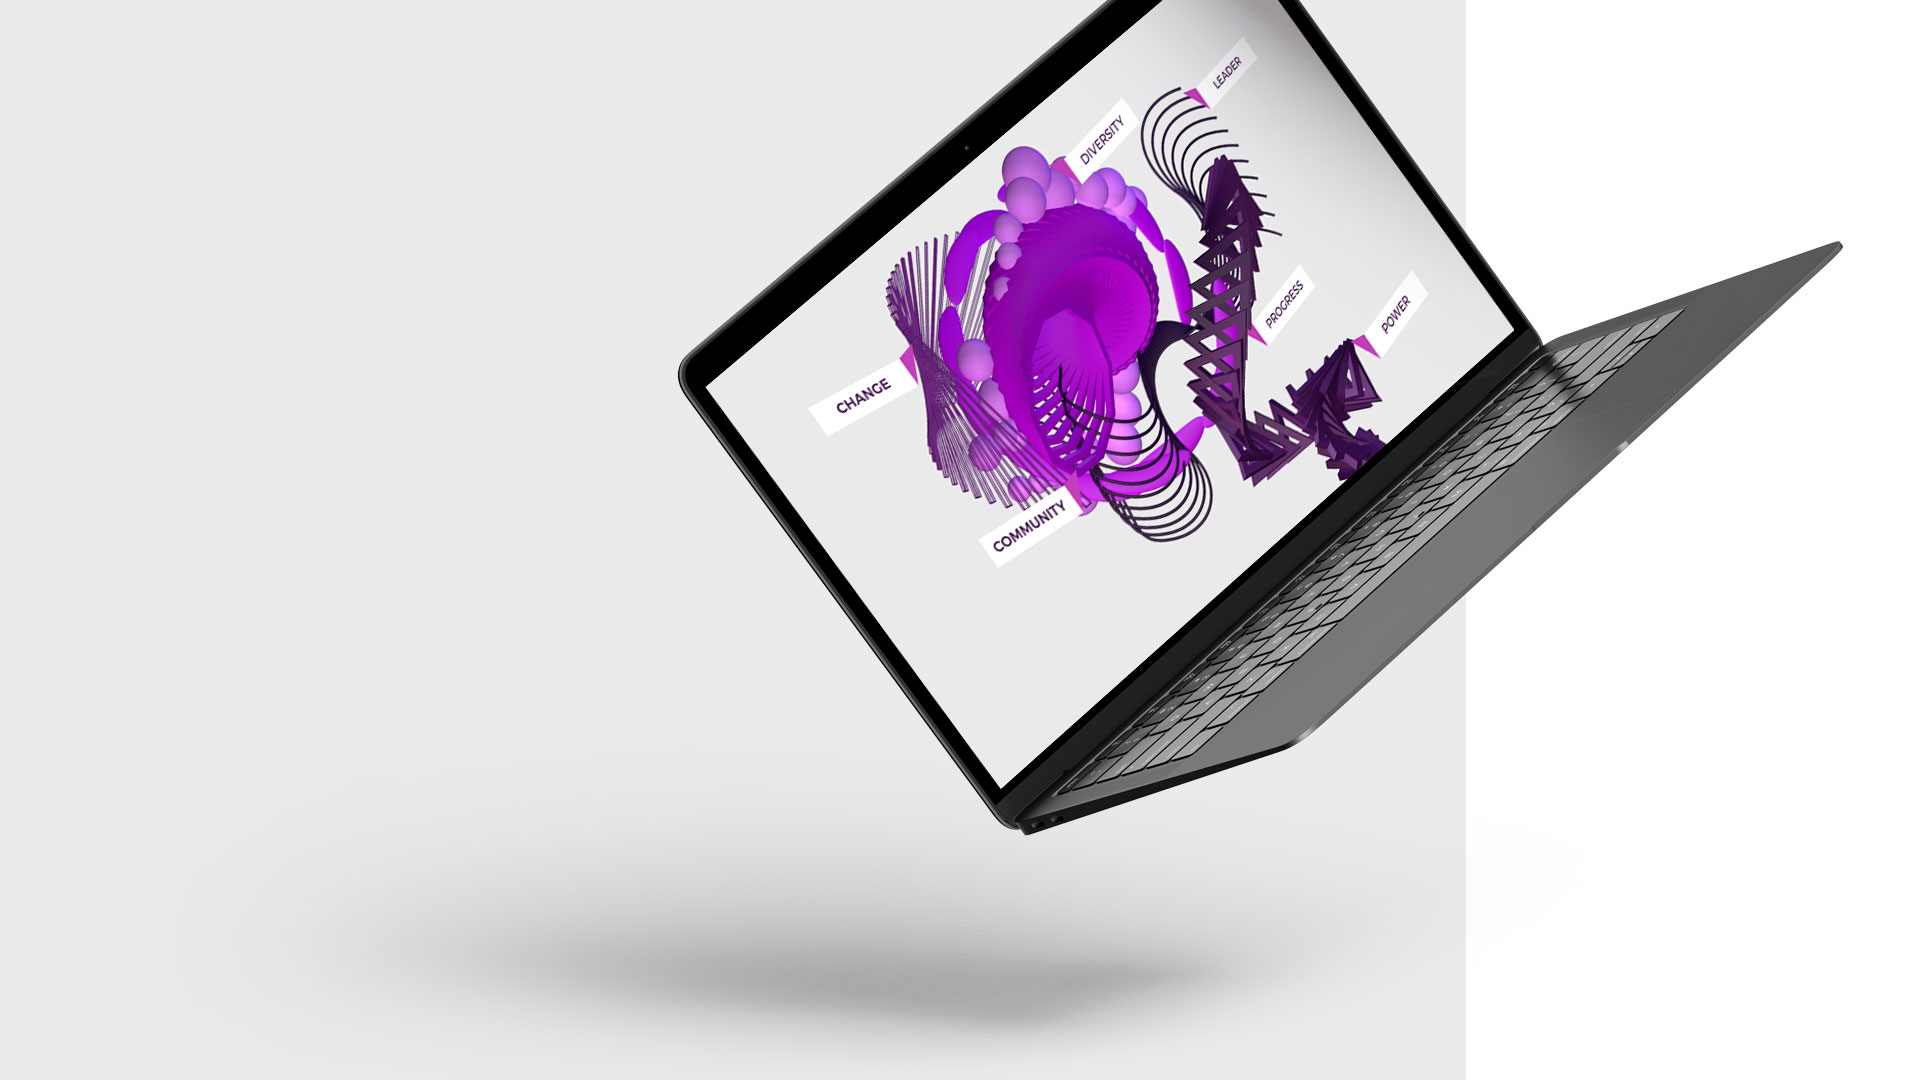 LEADER
DIVERSITY
PROGRESS
POWER
CHANGE
COMMUNITY